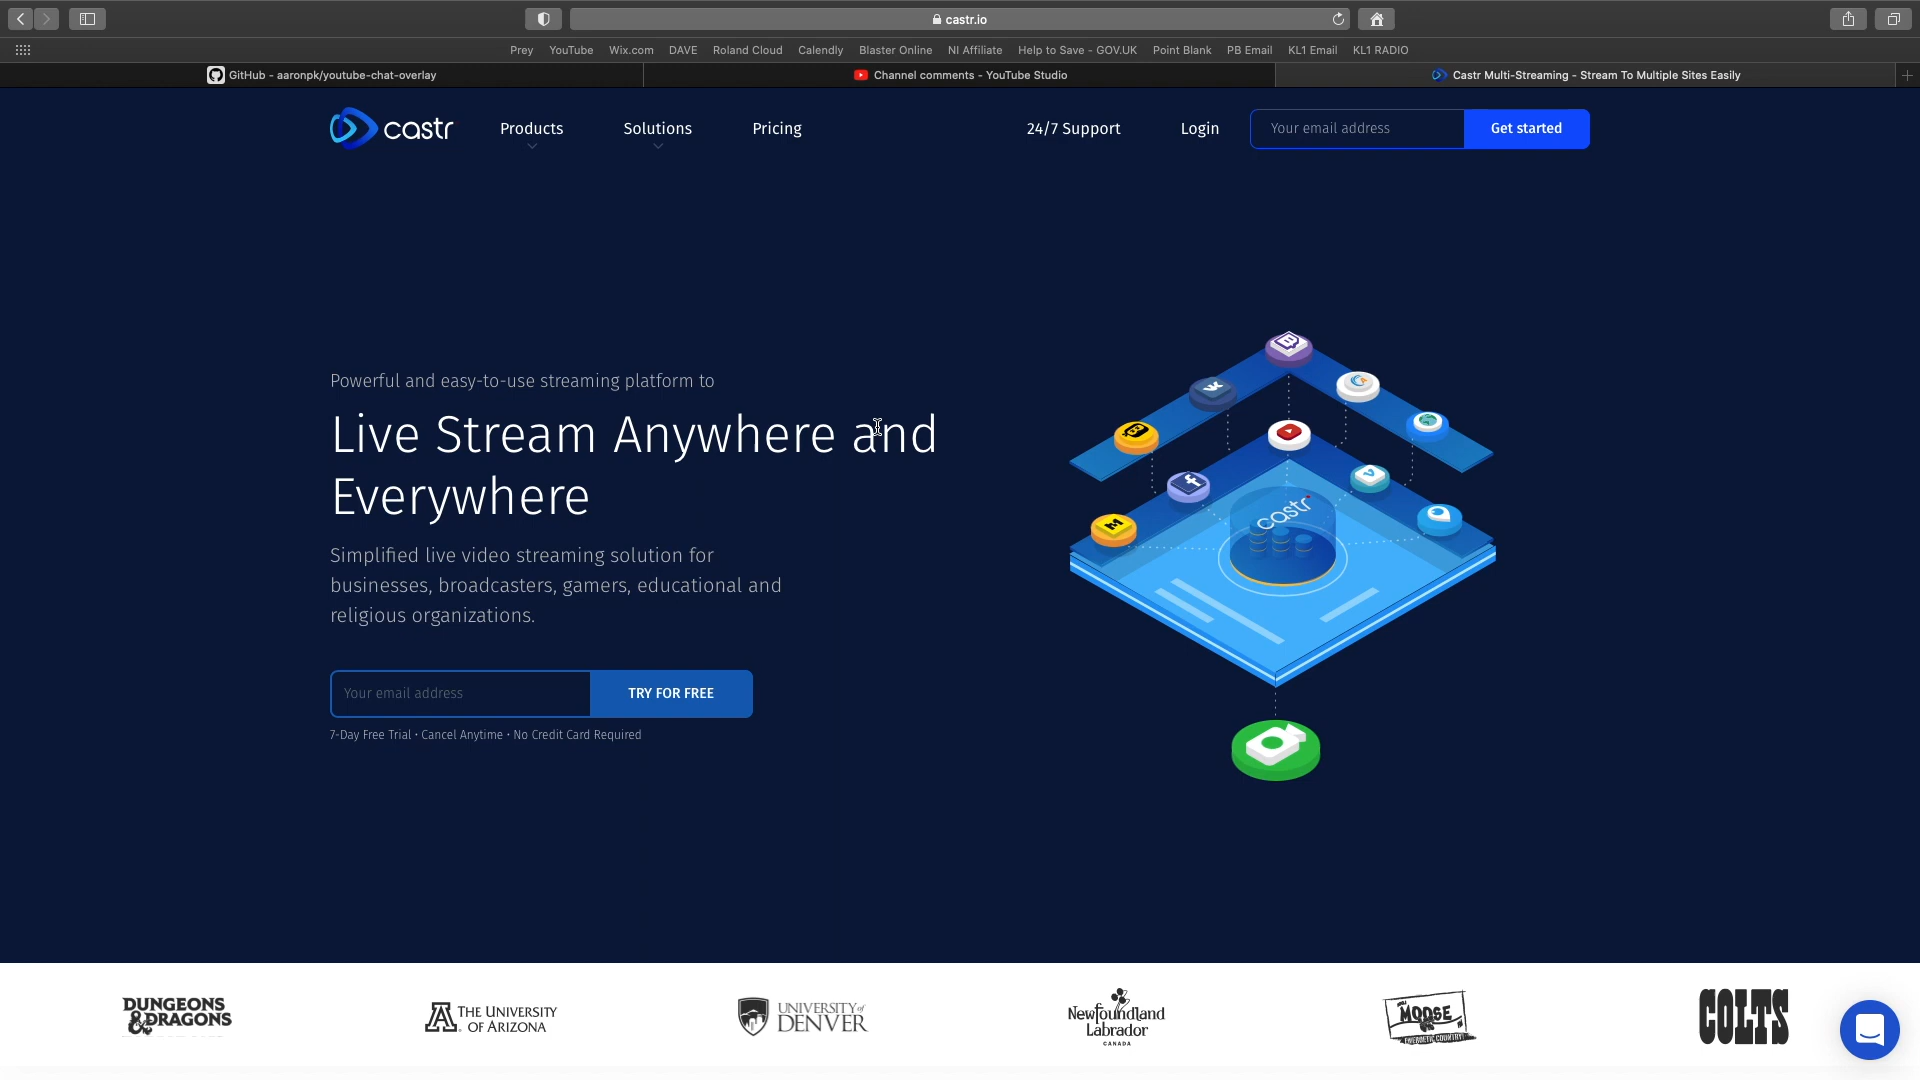 castr.io
Prey YouTube Wix.com DAVE Roland Cloud Calendly Blaster Online NI Affiliate Help to Save - GOV.UK Point Blank PB Email KL1 Email KL1 RADIO
GitHub - aaronpk/youtube-chat-overlay
Channel comments - YouTube Studio
Castr Multi-Streaming - Stream To Multiple Sites Easily
castr
Products
Solutions
Pricing
24/7 Support
Login
Your email address
Get started
Powerful and easy-to-use streaming platform to
Live Stream Anywhere and
Everywhere
Simplified live video streaming solution for
businesses, broadcasters, gamers, educational and
religious organizations.
Your email address
TRY FOR FREE
7-Day Free Trial • Cancel Anytime • No Credit Card Required
castr
DUNGEONS
& DRAGONS
THE UNIVERSITY
OF ARIZONA
UNIVERSITY of
DENVER
Newfoundland
Labrador
CANADA
MOOSE
COLTS